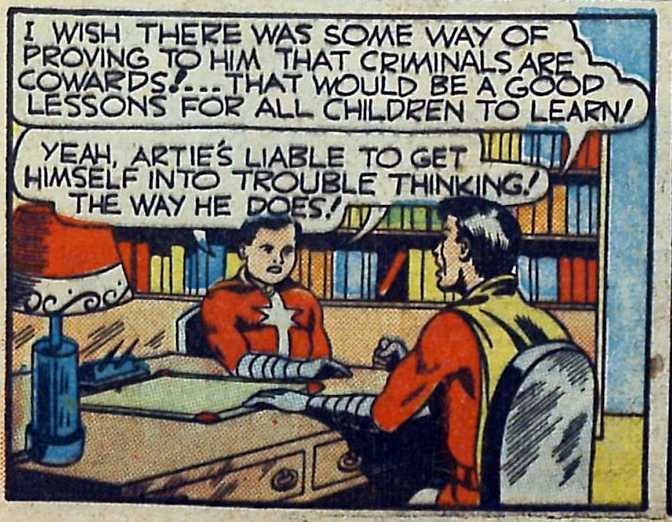 I WISH THERE WAS SOME WAY OF
PROVING TO HIM THAT CRIMINALS ARE
COWARDS!...THAT WOULD BE A GOOD
LESSONS FOR ALL CHILDREN TO LEARN!
YEAH, ARTIE'S LIABLE TO GET
HIMSELF INTO TROUBLE THINKING!
THE WAY HE DOES!